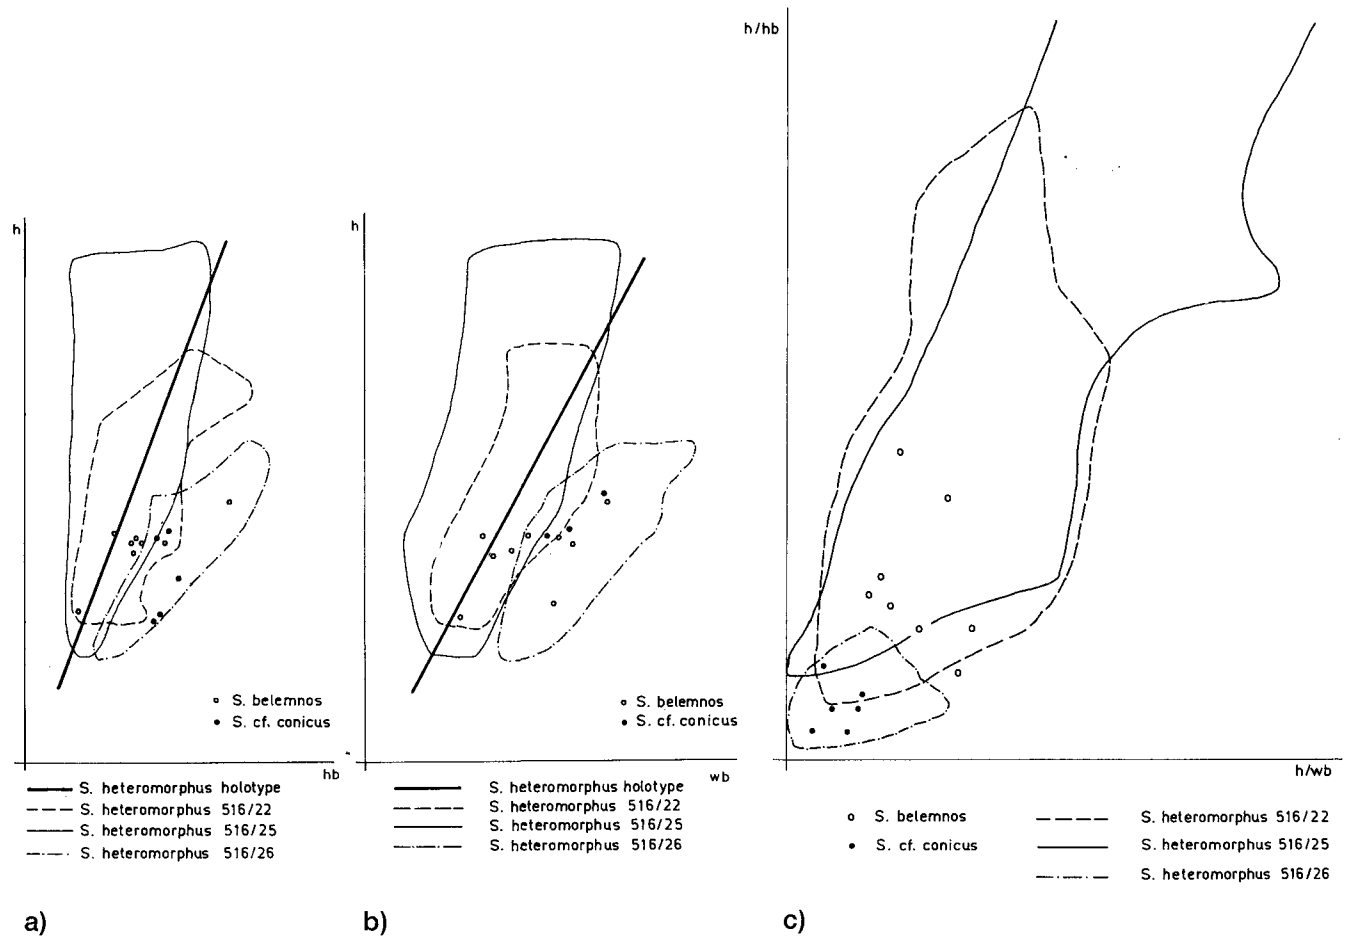 h
S. belemnos
S. cf. conicus
hb
S. heteromorphus holotype
S. heteromorphus 516/22
S. heteromorphus 516/25
S. heteromorphus 516/26
a)
h
S. belemnos
S. cf. conicus
wb
S. heteromorphus holotype
S. heteromorphus 516/22
S. heteromorphus 516/25
S. heteromorphus 516/26
b)
h/hb
h/wb
S. belemnos
S. cf. conicus
S. heteromorphus 516/22
S. heteromorphus 516/25
S. heteromorphus 516/26
c)